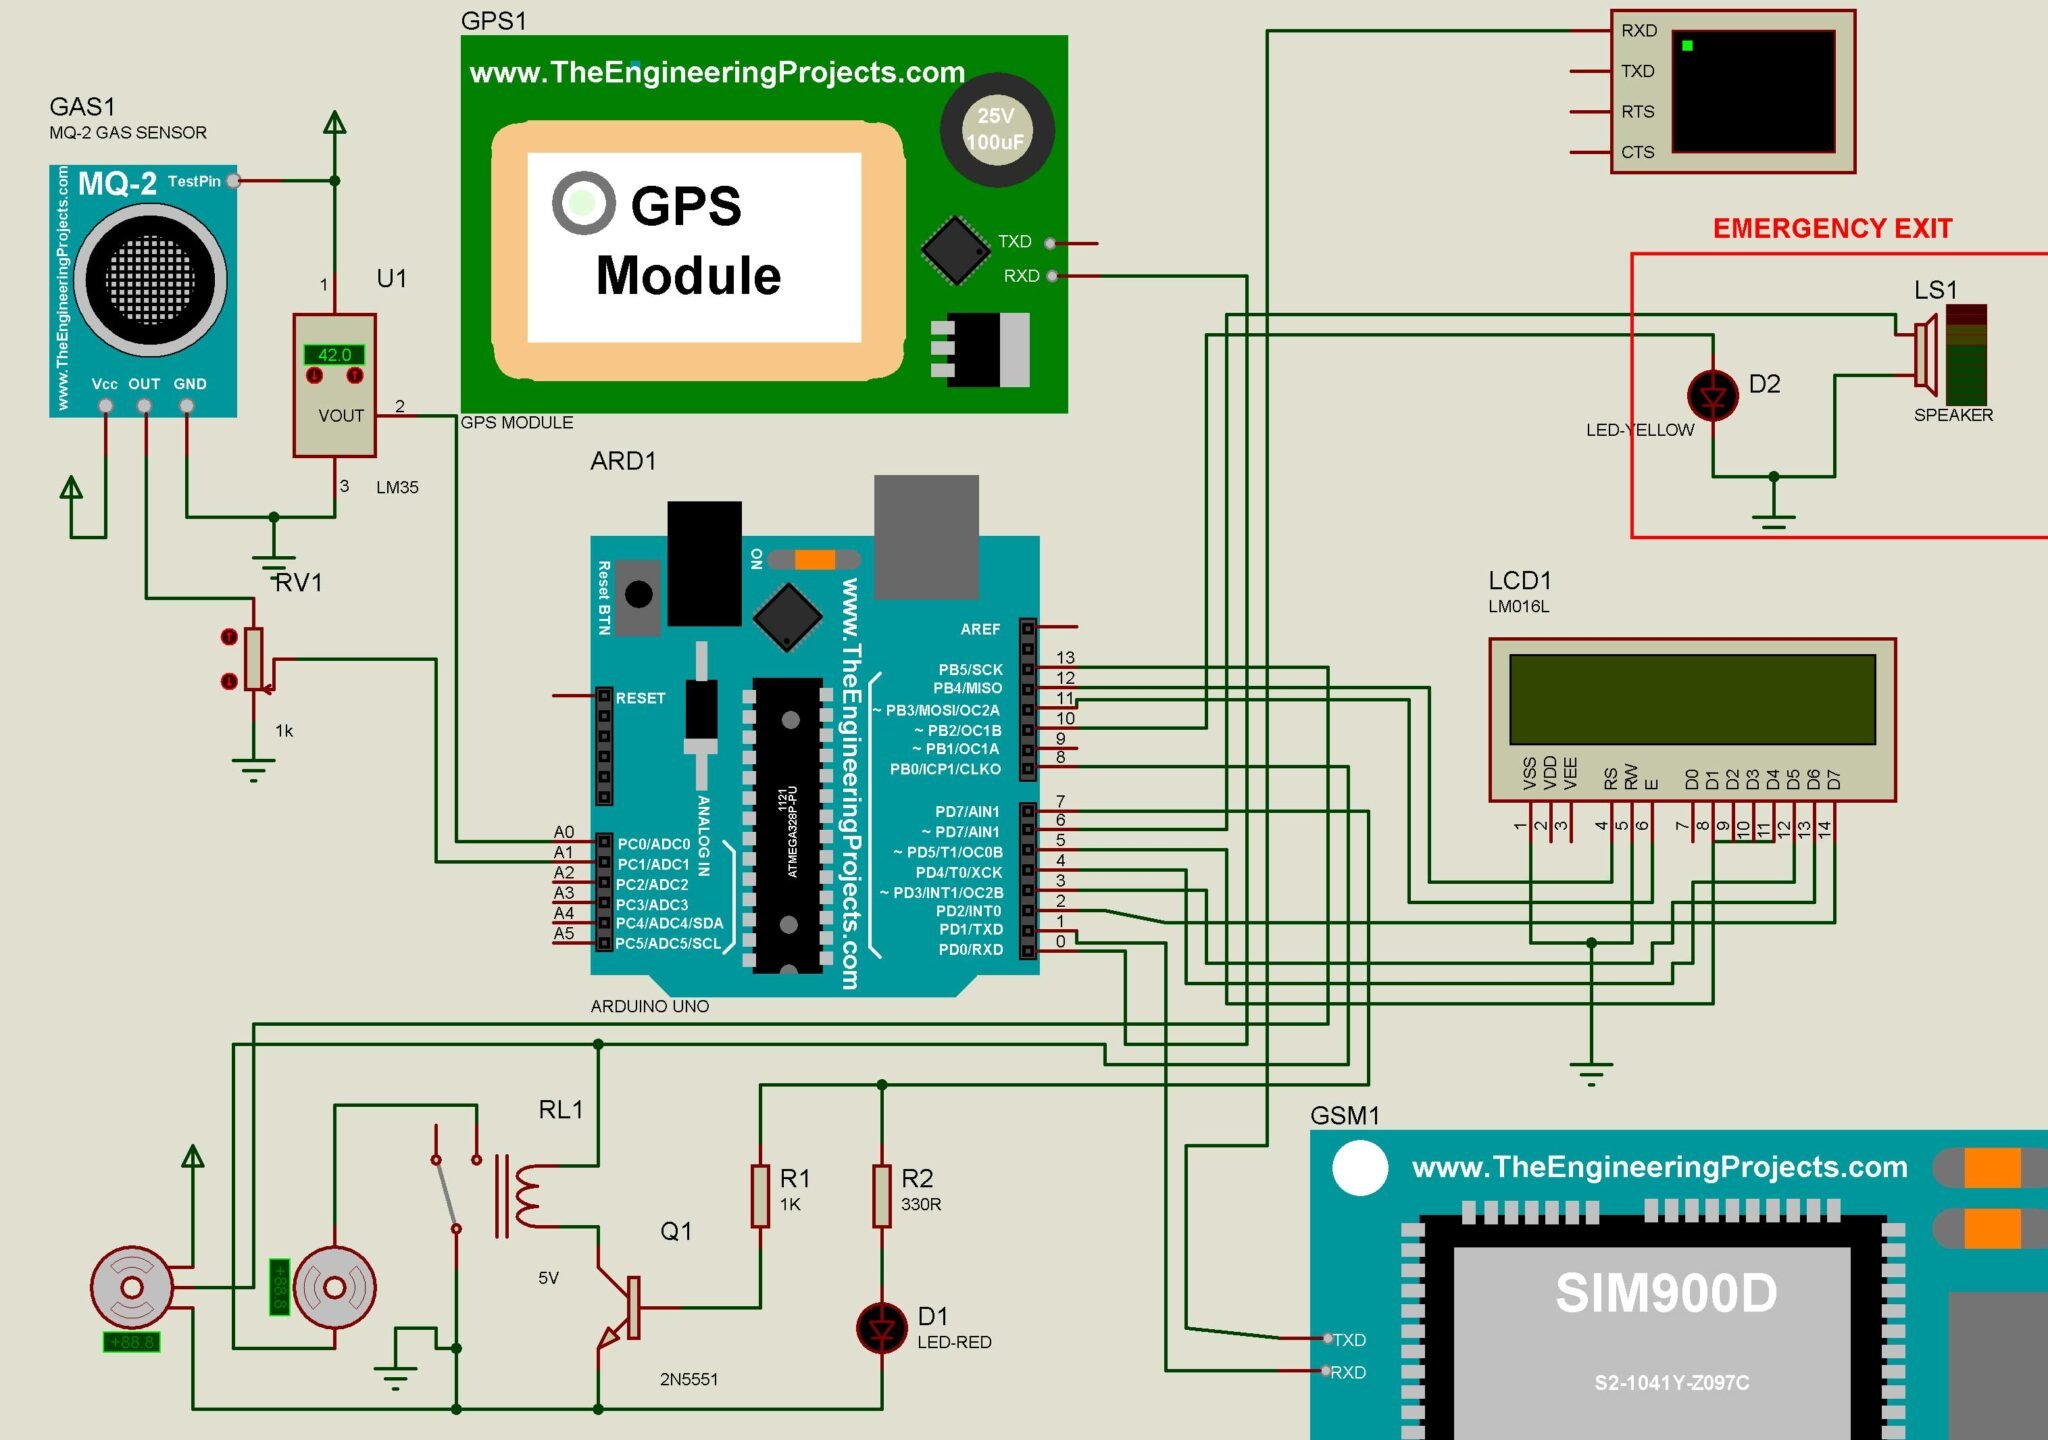 GPS1
www.TheEngineeringProjects.com
25V
100uF
GPS
Module
TXD
RXD
GPS MODULE
GAS1
MQ-2 GAS SENSOR
www.TheEngineeringProjects.com
MQ-2
TestPin
Vcc OUT GND
1
U1
42.0
VOUT
2
3
LM35
RV1
1k
RXD
TXD
RTS
CTS
EMERGENCY EXIT
LS1
SPEAKER
D2
LED-YELLOW
ARD1
Reset BTN
ON
www.TheEngineeringProjects.com
RESET
ANALOG IN
1121
ATMEGA328P-PU
A0 PC0/ADC0
A1 PC1/ADC1
A2 PC2/ADC2
A3 PC3/ADC3
A4 PC4/ADC4/SDA
A5 PC5/ADC5/SCL
AREF
PB5/SCK 13
PB4/MISO 12
~ PB3/MOSI/OC2A 11
~ PB2/OC1B 10
~ PB1/OC1A 9
PB0/ICP1/CLKO 8
PD7/AIN1 7
~ PD7/AIN1 6
~ PD5/T1/OC0B 5
PD4/T0/XCK 4
~ PD3/INT1/OC2B 3
PD2/INT0 2
PD1/TXD 1
PD0/RXD 0
ARDUINO UNO
LCD1
LM016L
VSS VDD VEE RS RW E D0 D1 D2 D3 D4 D5 D6 D7
1 2 3 4 5 6 7 8 9 10 11 12 13 14
RL1
5V
Q1
2N5551
R1
1K
R2
330R
D1
LED-RED
+88.8
+88.8
GSM1
www.TheEngineeringProjects.com
SIM900D
S2-1041Y-Z097C
TXD
RXD